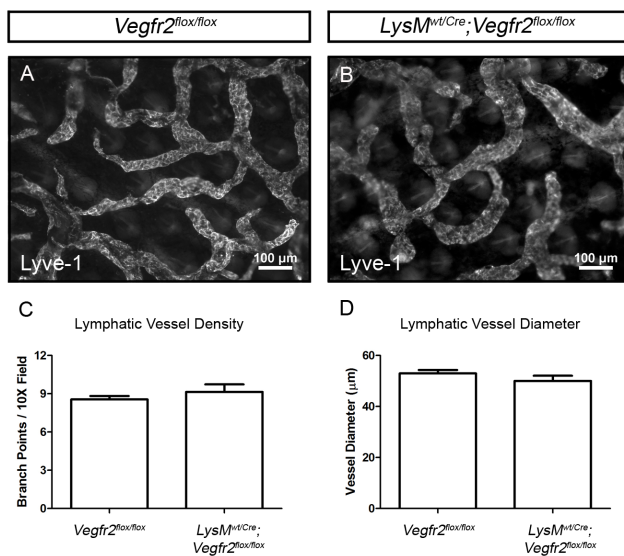 Vegfr2flox/flox
LysMwt/Cre;Vegfr2flox/flox
A
Lyve-1
100 μm
B
Lyve-1
100 μm
C
Lymphatic Vessel Density
Branch Points / 10X Field
12
9
6
3
0
Vegfr2flox/flox
LysMwt/Cre;
Vegfr2flox/flox
D
Lymphatic Vessel Diameter
Vessel Diameter (μm)
60
40
20
0
Vegfr2flox/flox
LysMwt/Cre;
Vegfr2flox/flox